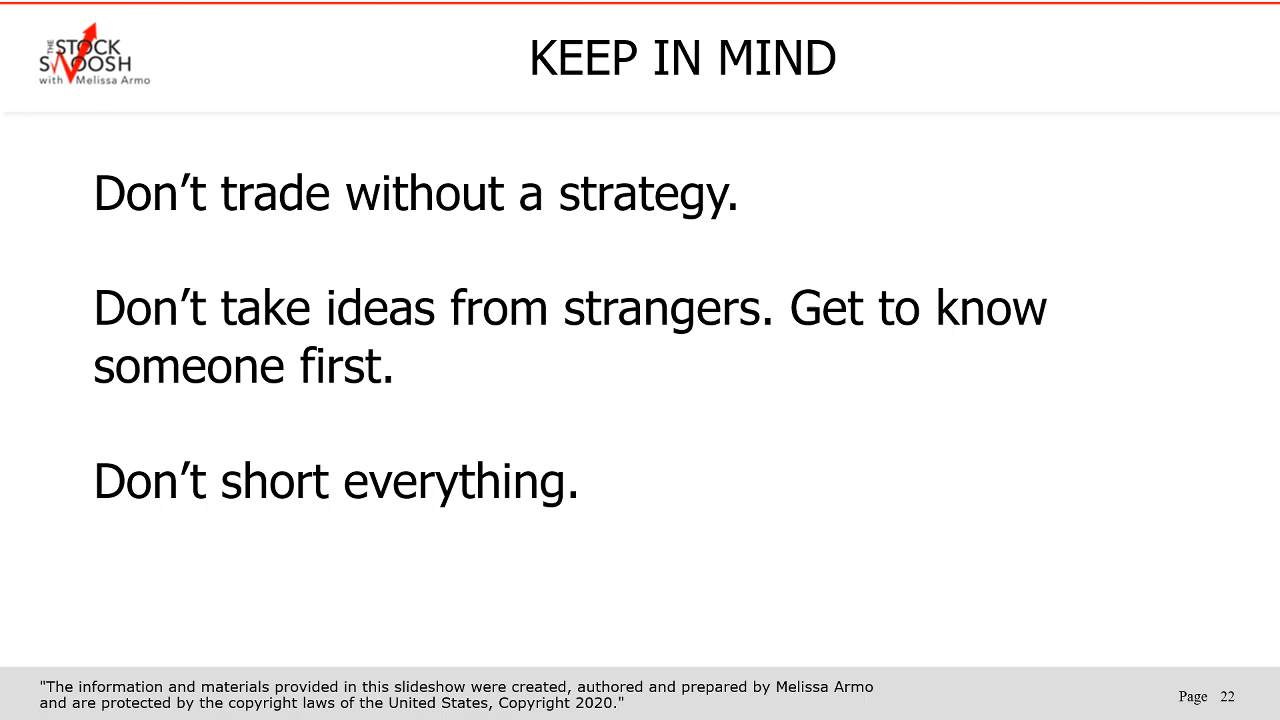 THE
STOCK
SWOOSH
with Melissa Armo
KEEP IN MIND
Don’t trade without a strategy.
Don’t take ideas from strangers. Get to know
someone first.
Don’t short everything.
"The information and materials provided in this slideshow were created, authored and prepared by Melissa Armo
and are protected by the copyright laws of the United States, Copyright 2020."
Page 22